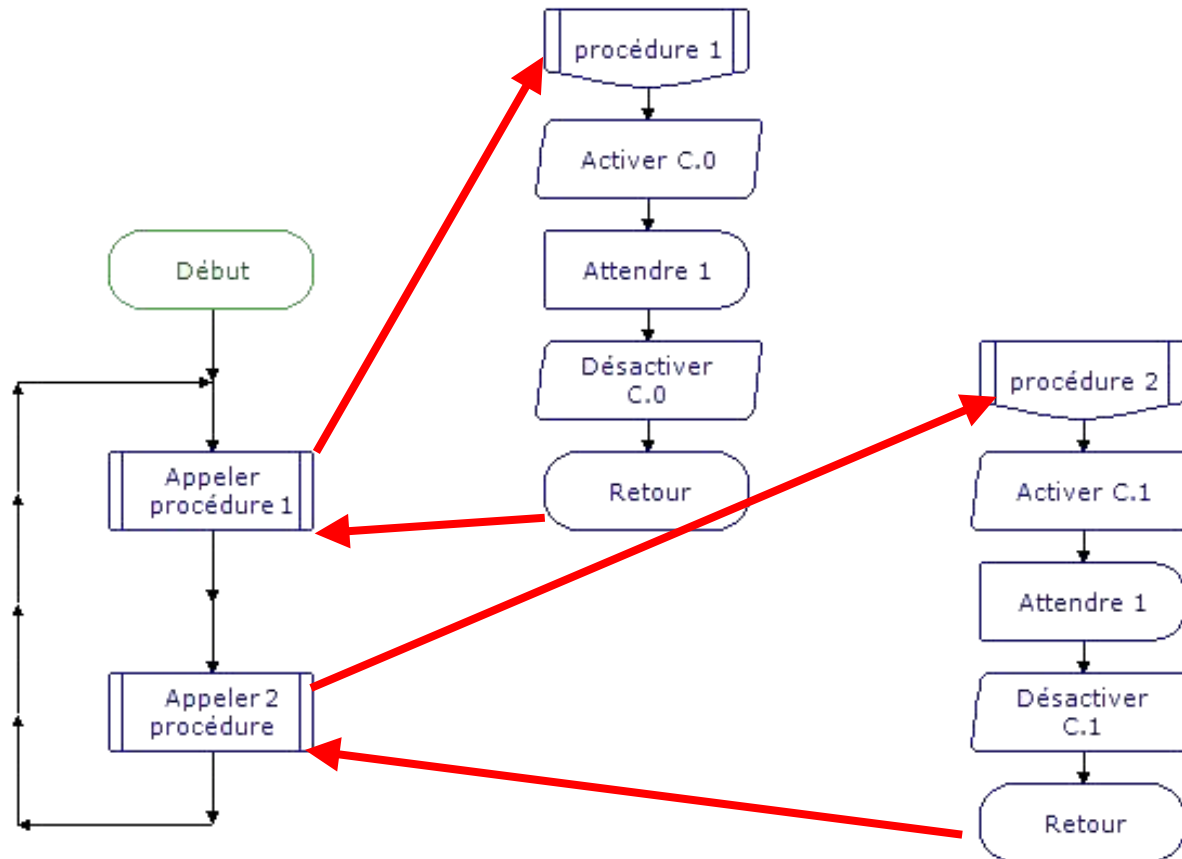 Début
Appeler
procédure 1
Appeler 2
procédure
procédure 1
Activer C.0
Attendre 1
Désactiver
C.0
Retour
procédure 2
Activer C.1
Attendre 1
Désactiver
C.1
Retour